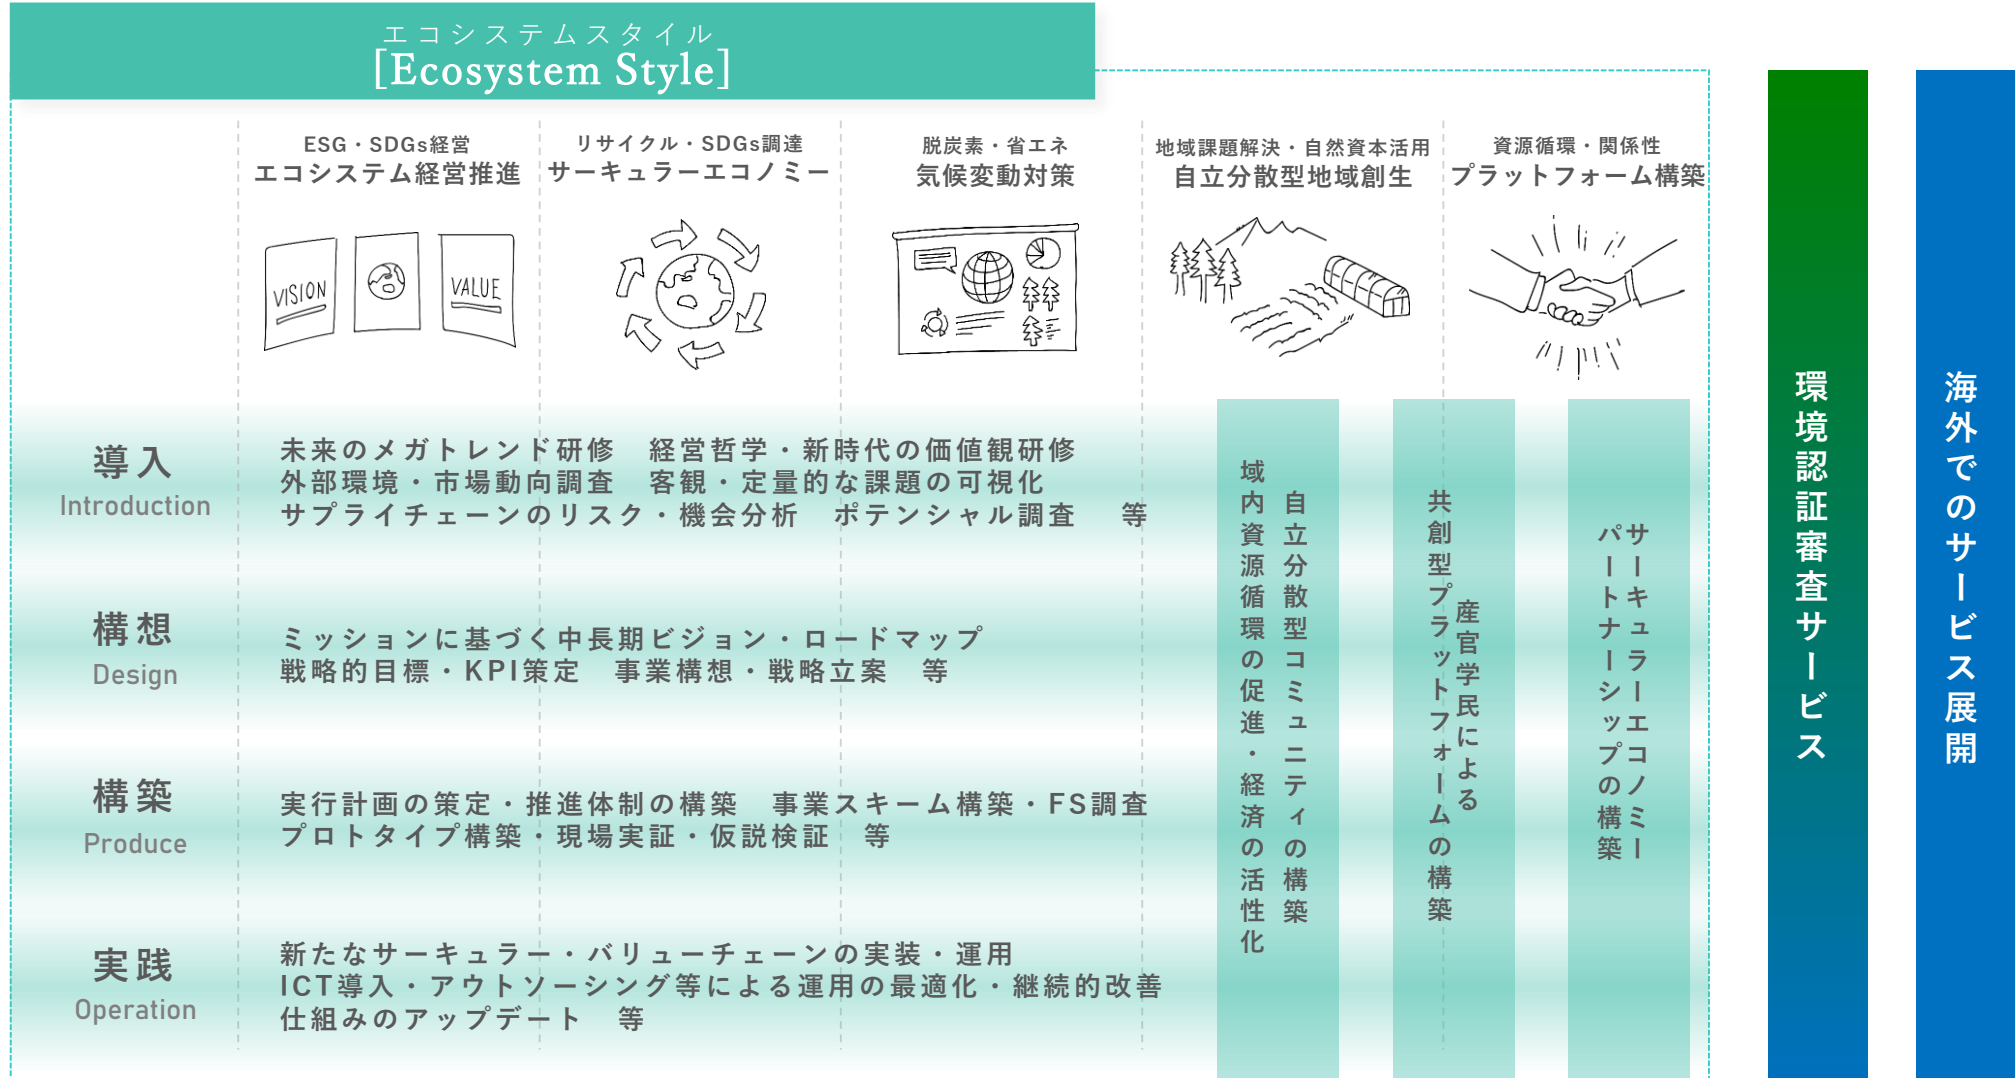 エコシステムスタイル
[Ecosystem Style]
ESG・SDGs経営
エコシステム経営推進
リサイクル・SDGs調達
サーキュラーエコノミー
脱炭素・省エネ
気候変動対策
地域課題解決・自然資本活用
自立分散型地域創生
資源循環・関係性
プラットフォーム構築
VISION
VALUE
導入
Introduction
未来のメガトレンド研修　経営哲学・新時代の価値観研修
外部環境・市場動向調査　客観・定量的な課題の可視化
サプライチェーンのリスク・機会分析　ポテンシャル調査　等
構想
Design
ミッションに基づく中長期ビジョン・ロードマップ
戦略的目標・KPI策定　事業構想・戦略立案　等
構築
Produce
実行計画の策定・推進体制の構築　事業スキーム構築・FS調査
プロトタイプ構築・現場実証・仮説検証　等
実践
Operation
新たなサーキュラー・バリューチェーンの実装・運用
ICT導入・アウトソーシング等による運用の最適化・継続的改善
仕組みのアップデート　等
自立分散型コミュニティの構築
域内資源循環の促進・経済の活性化
産官学民による
共創型プラットフォームの構築
サーキュラーエコノミー
パートナーシップの構築
環境認証審査サービス
海外でのサービス展開